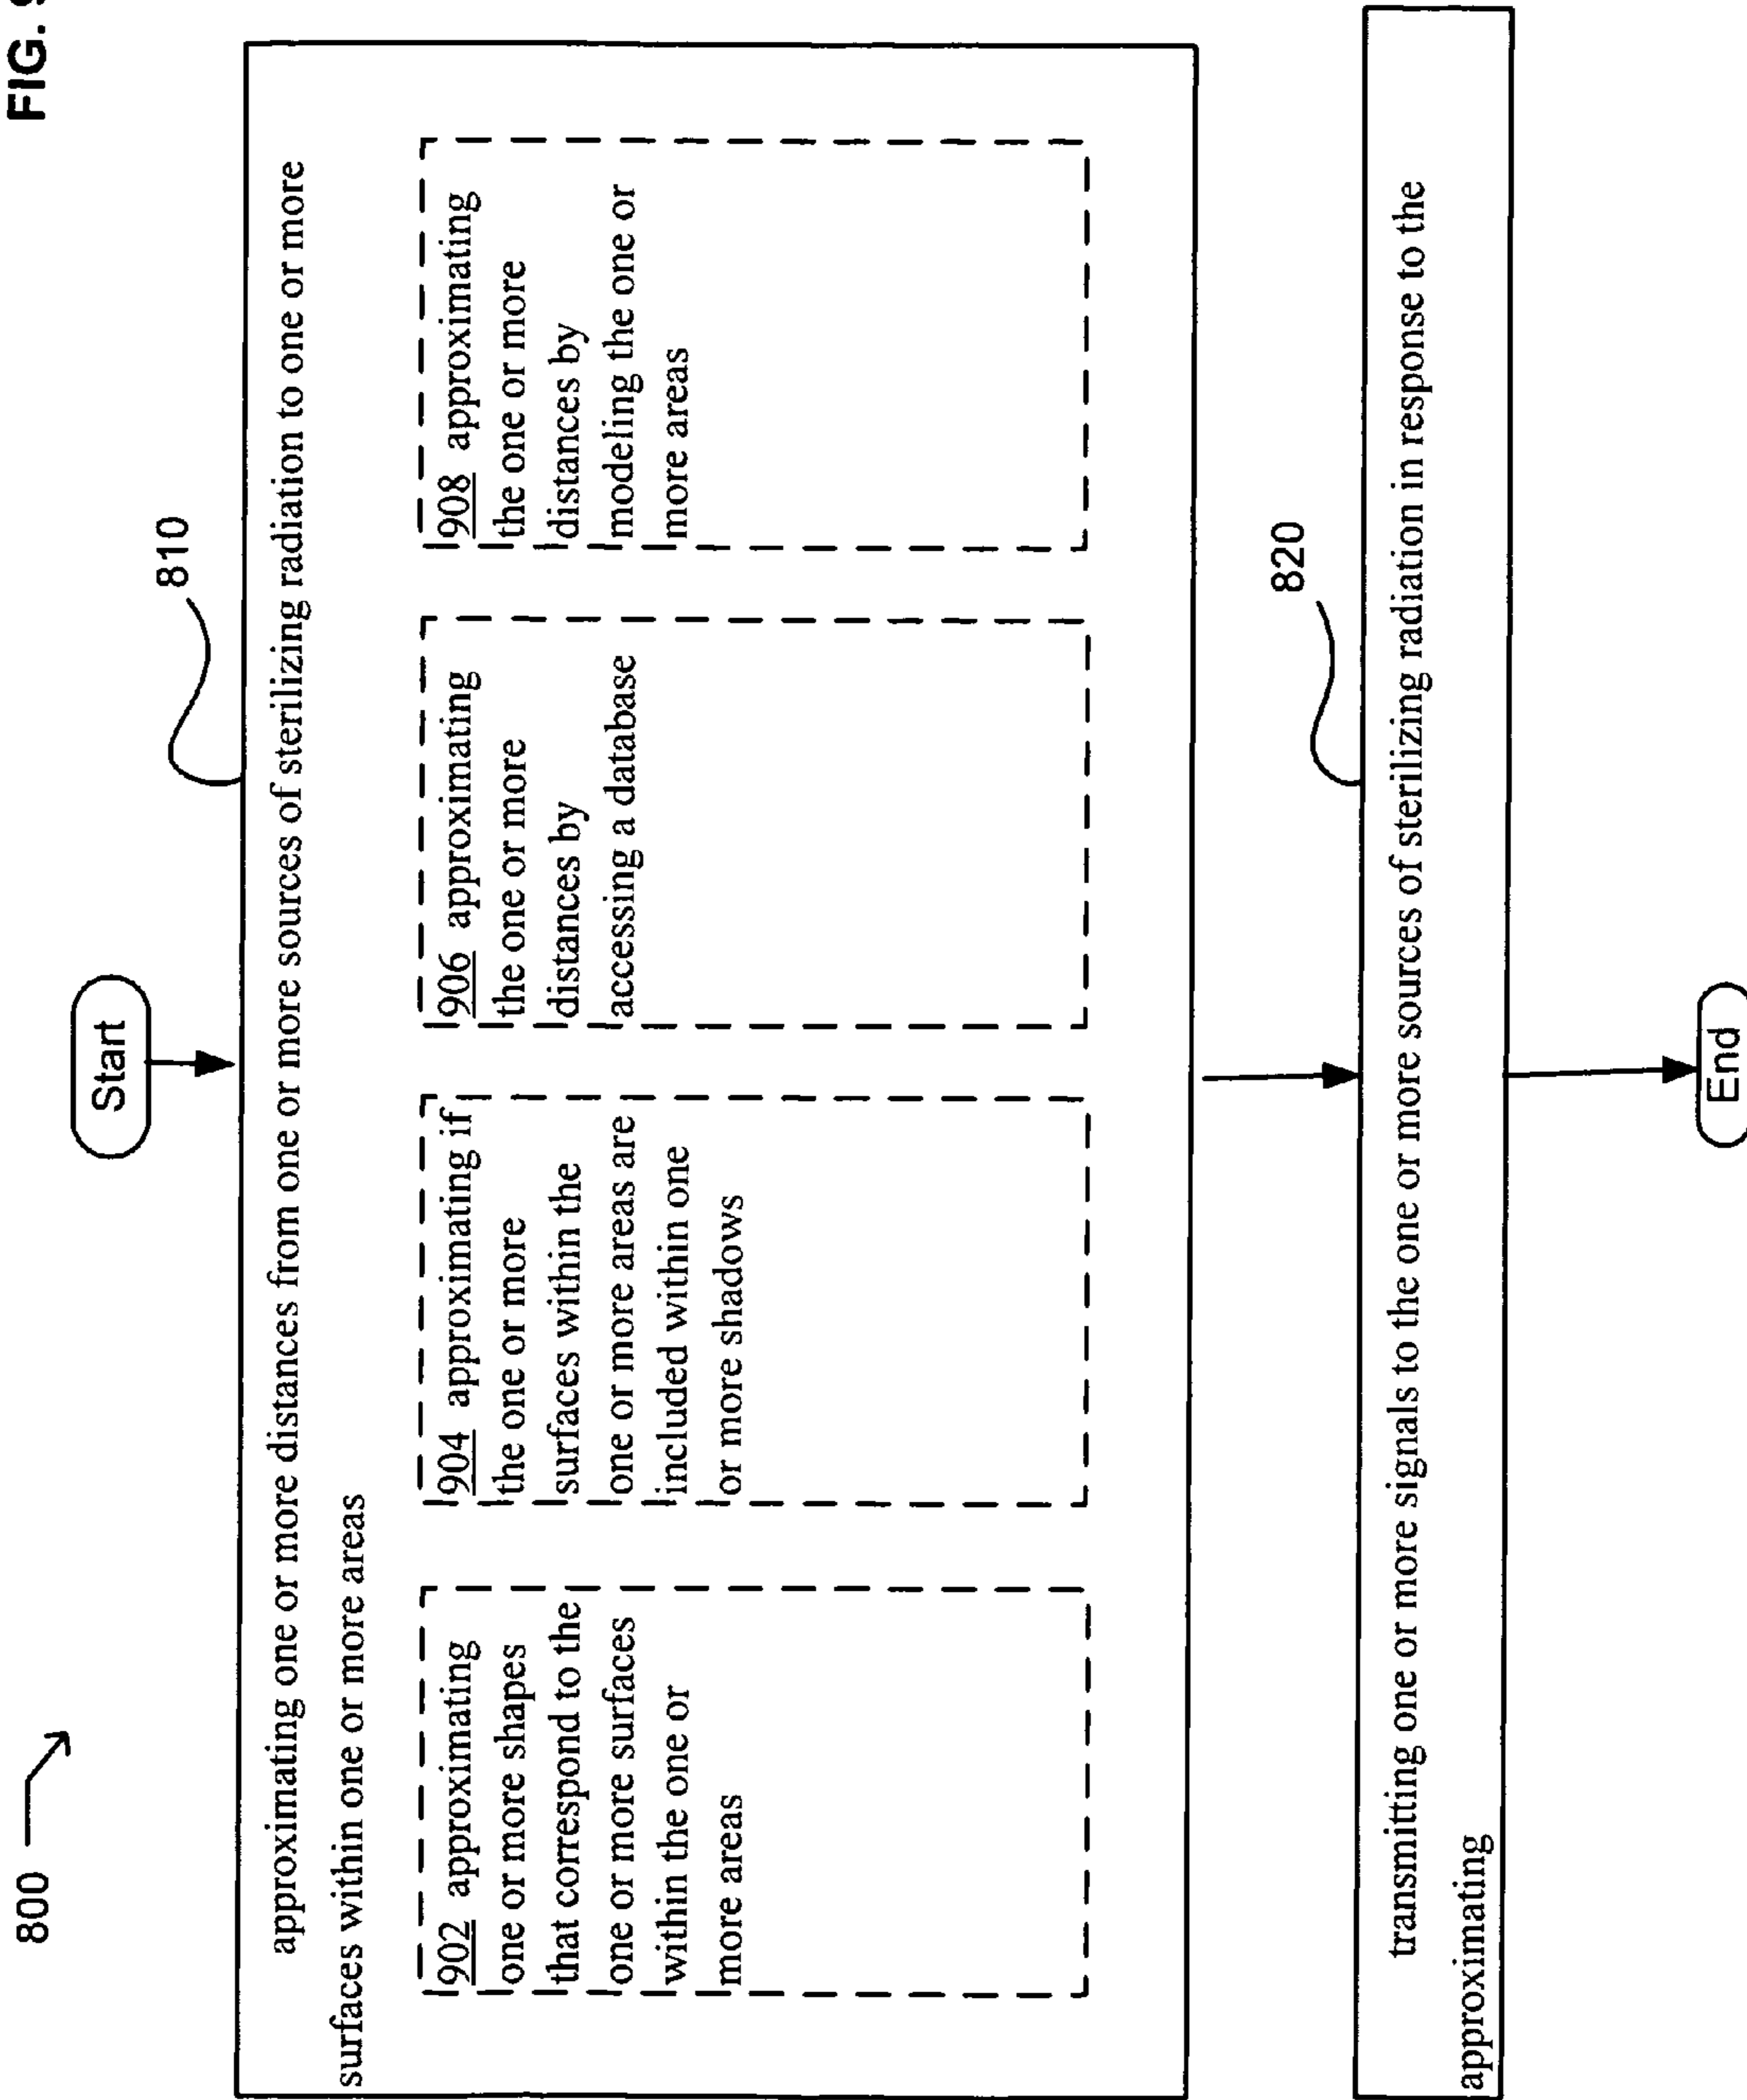 FIG. 9
800
Start
810
approximating one or more distances from one or more sources of sterilizing radiation to one or more
surfaces within one or more areas
902 approximating
one or more shapes
that correspond to the
one or more surfaces
within the one or
more areas
904 approximating if
the one or more
surfaces within the
one or more areas are
included within one
or more shadows
906 approximating
the one or more
distances by
accessing a database
908 approximating
the one or more
distances by
modeling the one or
more areas
820
transmitting one or more signals to the one or more sources of sterilizing radiation in response to the
approximating
End